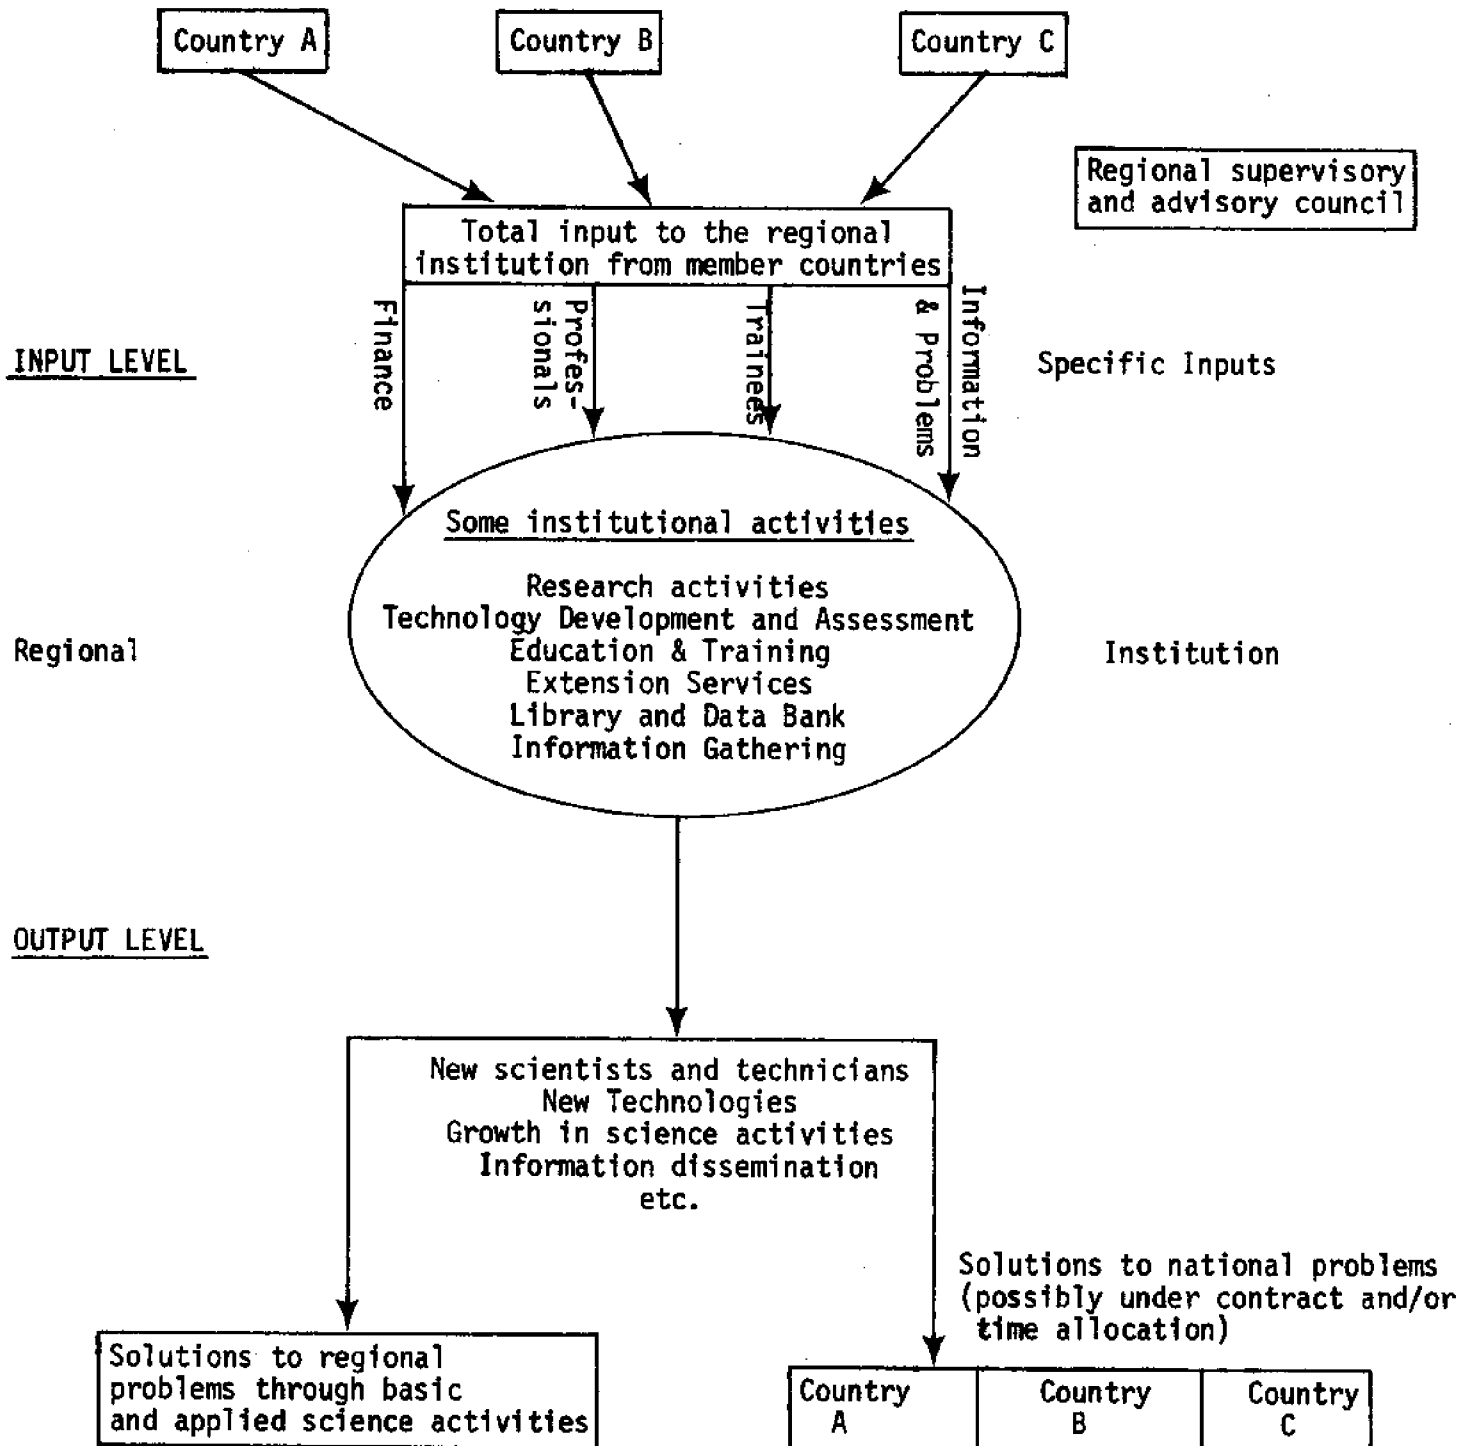 Country A
Country B
Country C
Regional supervisory
and advisory council
Total input to the regional
institution from member countries
INPUT LEVEL
Finance
Profes-
sionals
Trainees
Information
& Problems
Specific Inputs
Some institutional activities
Research activities
Technology Development and Assessment
Education & Training
Extension Services
Library and Data Bank
Information Gathering
Regional
Institution
OUTPUT LEVEL
New scientists and technicians
New Technologies
Growth in science activities
Information dissemination
etc.
Solutions to regional
problems through basic
and applied science activities
Solutions to national problems
(possibly under contract and/or
time allocation)
Country
A
Country
B
Country
C